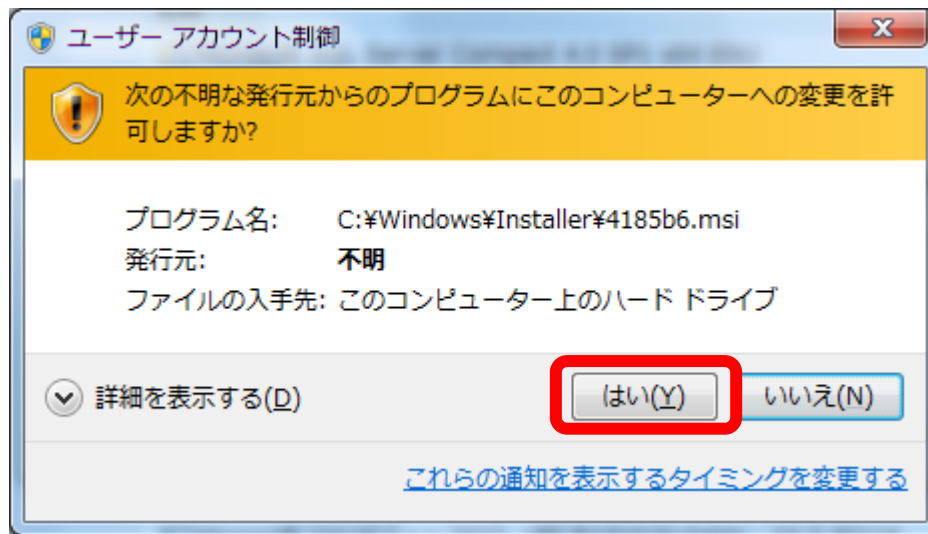 ユーザー アカウント制御
次の不明な発行元からのプログラムにこのコンピューターへの変更を許
可しますか?
プログラム名: C:¥Windows¥Installer¥4185b6.msi
発行元: 不明
ファイルの入手先: このコンピューター上のハード ドライブ
詳細を表示する(D) はい(Y) いいえ(N)
これらの通知を表示するタイミングを変更する